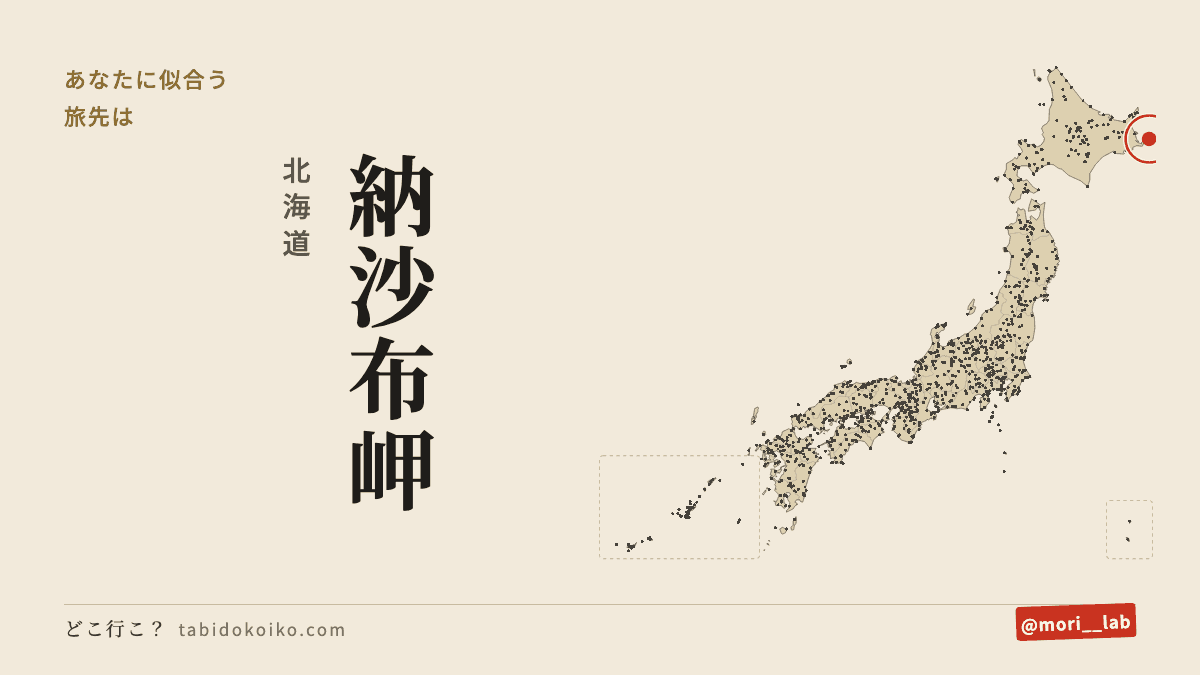 あなたに似合う
旅先は
納沙布岬
北海道
どこ行こ？ tabidokoiko.com
@mori__lab